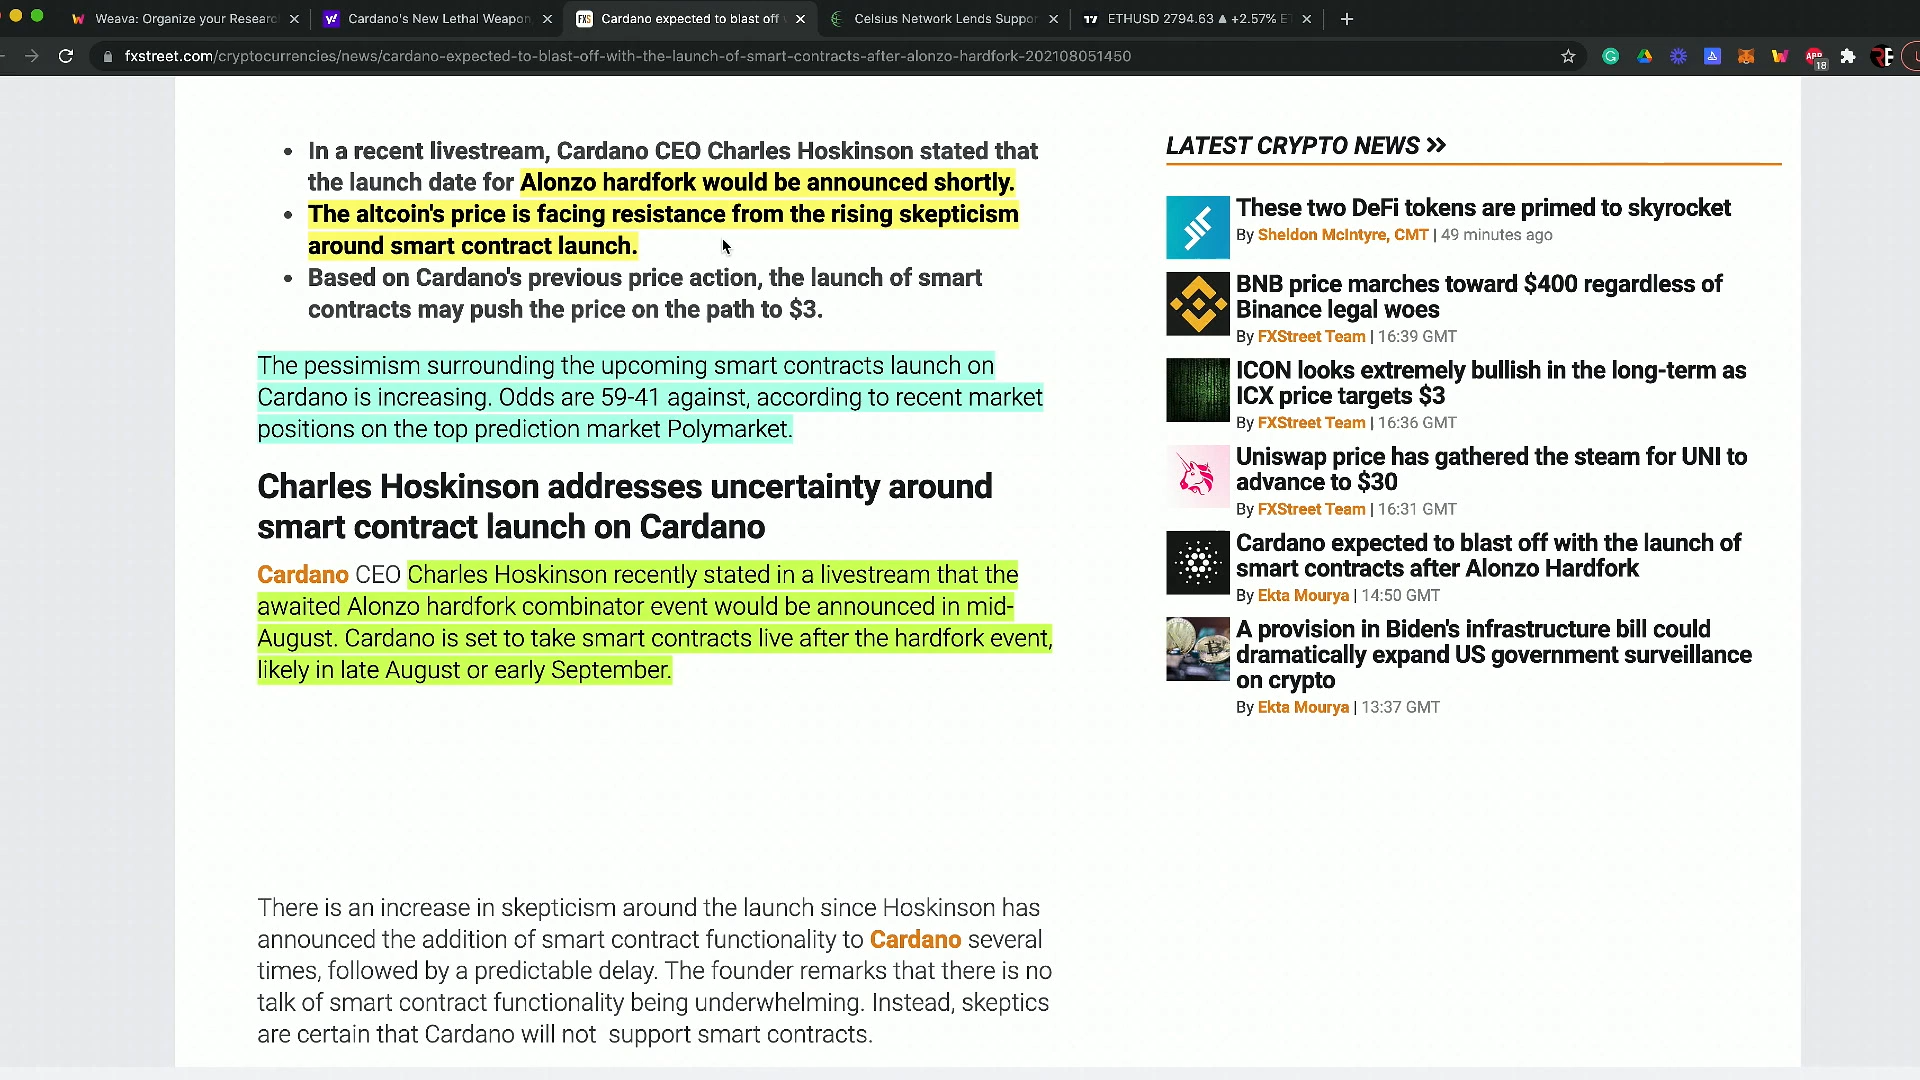 Weava: Organize your Researc
Cardano's New Lethal Weapon
FXS
Cardano expected to blast off
Celsius Network Lends Suppor
ETHUSD 2794.63 ▲ +2.57% ET
fxstreet.com/cryptocurrencies/news/cardano-expected-to-blast-off-with-the-launch-of-smart-contracts-after-alonzo-hardfork-202108051450
ABP
18
• In a recent livestream, Cardano CEO Charles Hoskinson stated that
the launch date for Alonzo hardfork would be announced shortly.
• The altcoin's price is facing resistance from the rising skepticism
around smart contract launch.
• Based on Cardano's previous price action, the launch of smart
contracts may push the price on the path to $3.
The pessimism surrounding the upcoming smart contracts launch on
Cardano is increasing. Odds are 59-41 against, according to recent market
positions on the top prediction market Polymarket.
Charles Hoskinson addresses uncertainty around
smart contract launch on Cardano
Cardano CEO Charles Hoskinson recently stated in a livestream that the
awaited Alonzo hardfork combinator event would be announced in mid-
August. Cardano is set to take smart contracts live after the hardfork event,
likely in late August or early September.
There is an increase in skepticism around the launch since Hoskinson has
announced the addition of smart contract functionality to Cardano several
times, followed by a predictable delay. The founder remarks that there is no
talk of smart contract functionality being underwhelming. Instead, skeptics
are certain that Cardano will not support smart contracts.
LATEST CRYPTO NEWS »
These two DeFi tokens are primed to skyrocket
By Sheldon McIntyre, CMT | 49 minutes ago
BNB price marches toward $400 regardless of
Binance legal woes
By FXStreet Team | 16:39 GMT
ICON looks extremely bullish in the long-term as
ICX price targets $3
By FXStreet Team | 16:36 GMT
Uniswap price has gathered the steam for UNI to
advance to $30
By FXStreet Team | 16:31 GMT
Cardano expected to blast off with the launch of
smart contracts after Alonzo Hardfork
By Ekta Mourya | 14:50 GMT
A provision in Biden's infrastructure bill could
dramatically expand US government surveillance
on crypto
By Ekta Mourya | 13:37 GMT